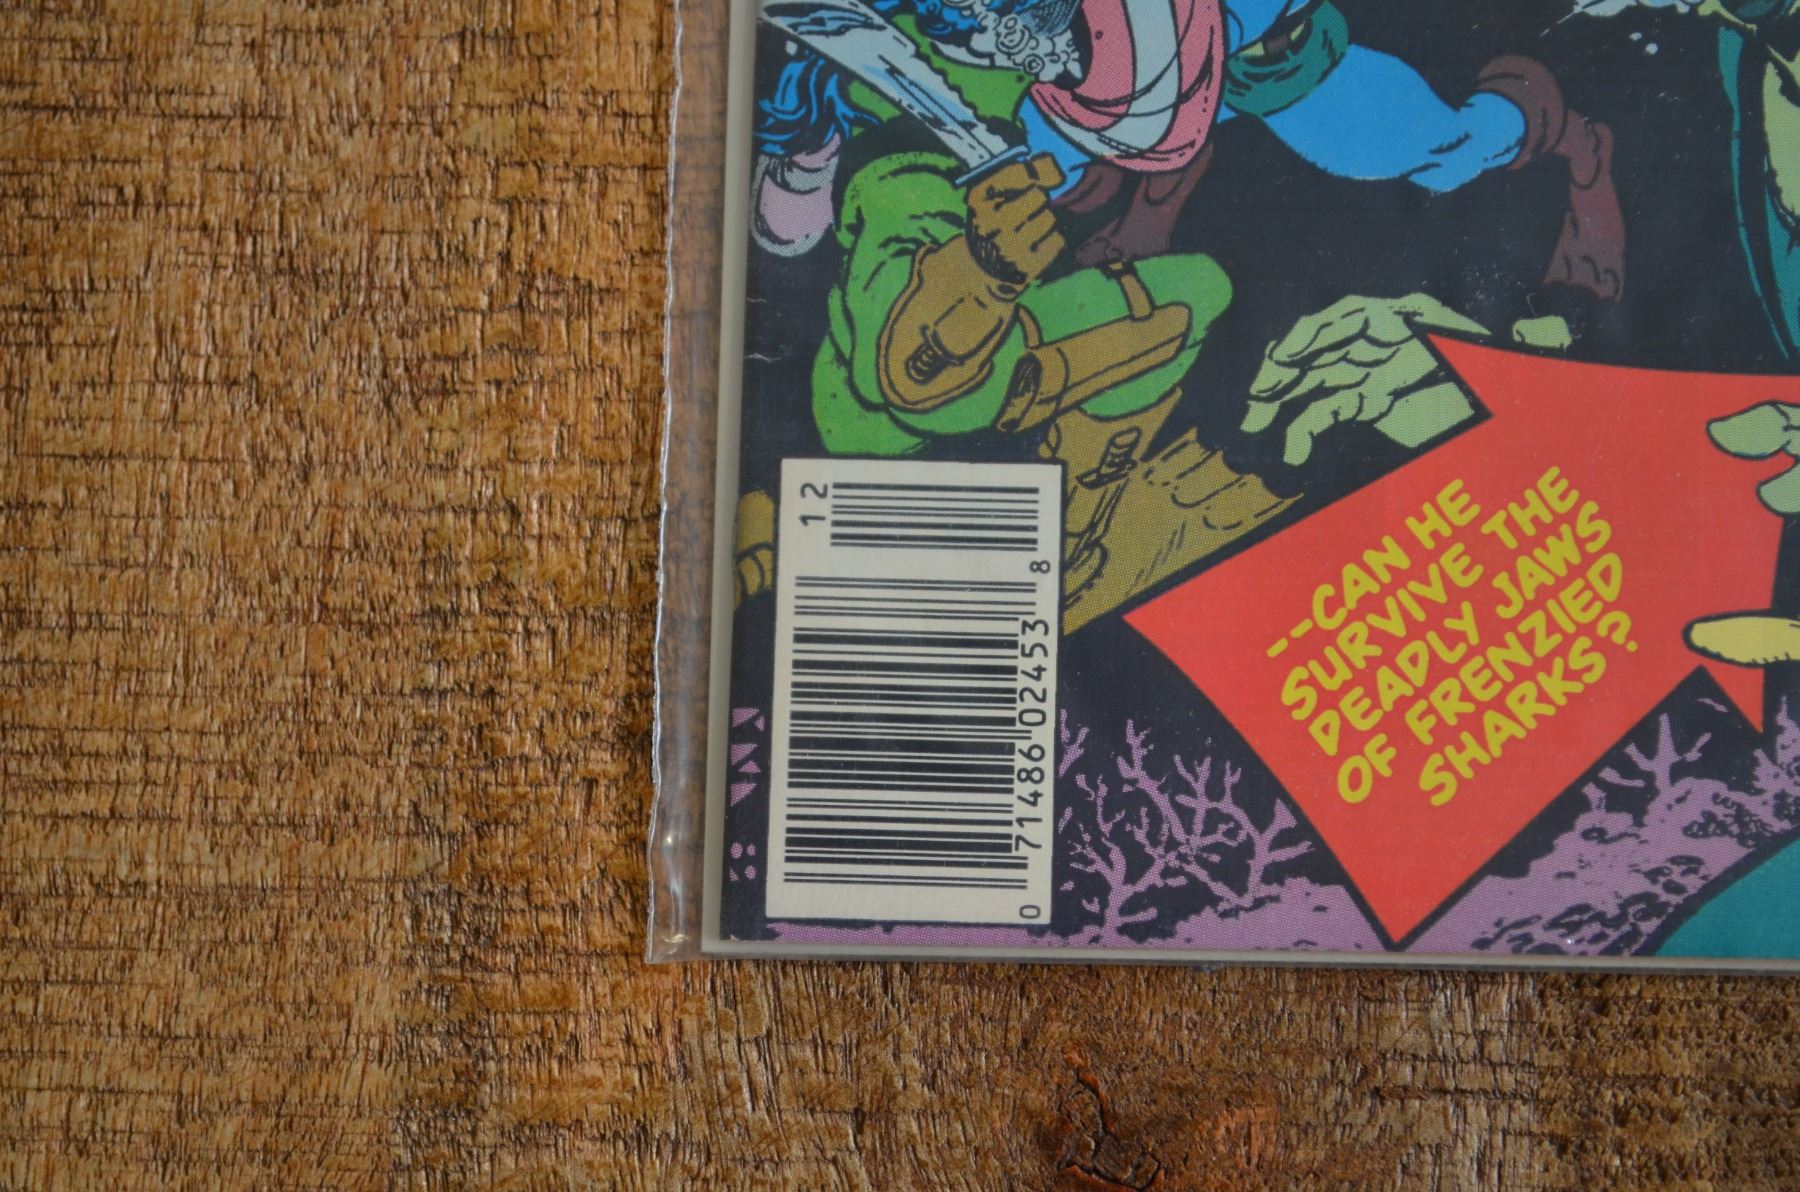 12
0 71486 02453 8
--CAN HE
SURVIVE THE
DEADLY JAWS
OF FRENZIED
SHARKS?